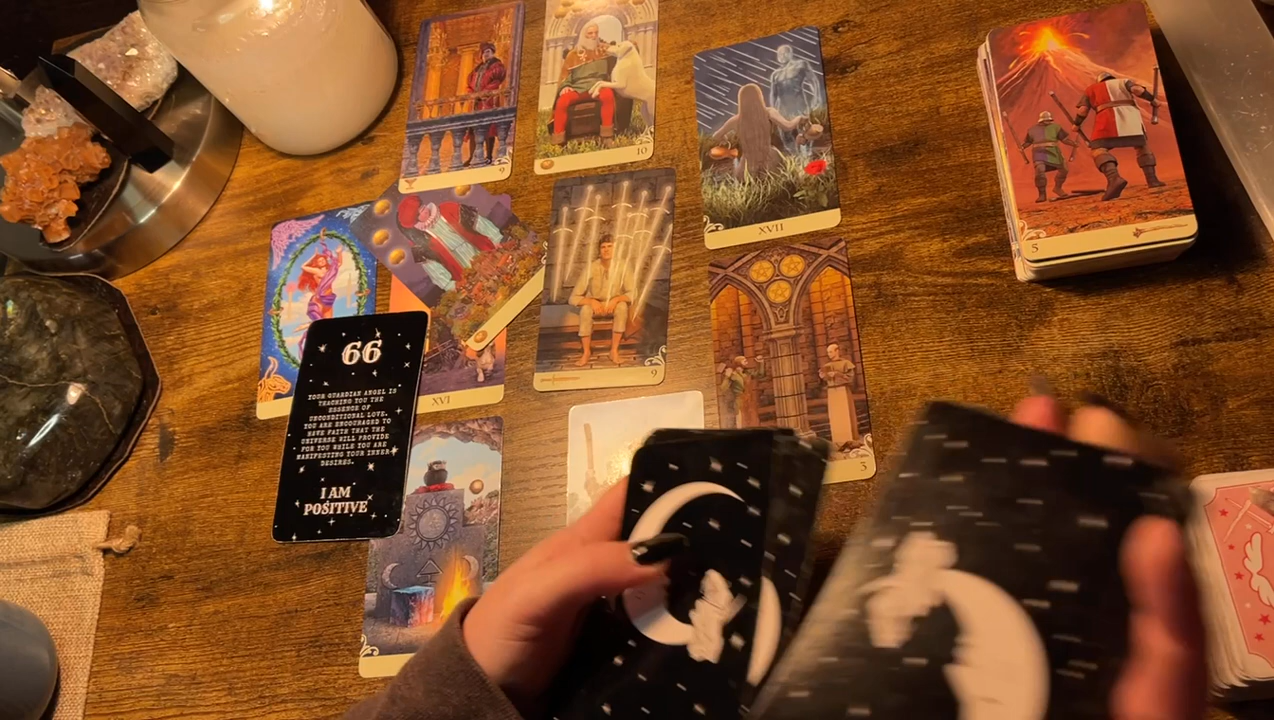 9
10
XVII
5
9
XVI
3
66
YOUR GUARDIAN ANGEL IS
TEACHING YOU THE
ESSENCE OF
UNCONDITIONAL LOVE.
YOU ARE ENCOURAGED TO
HAVE FAITH THAT THE
UNIVERSE WILL PROVIDE
FOR YOU WHILE YOU ARE
MANIFESTING YOUR INNER
DESIRES.
I AM
POSITIVE